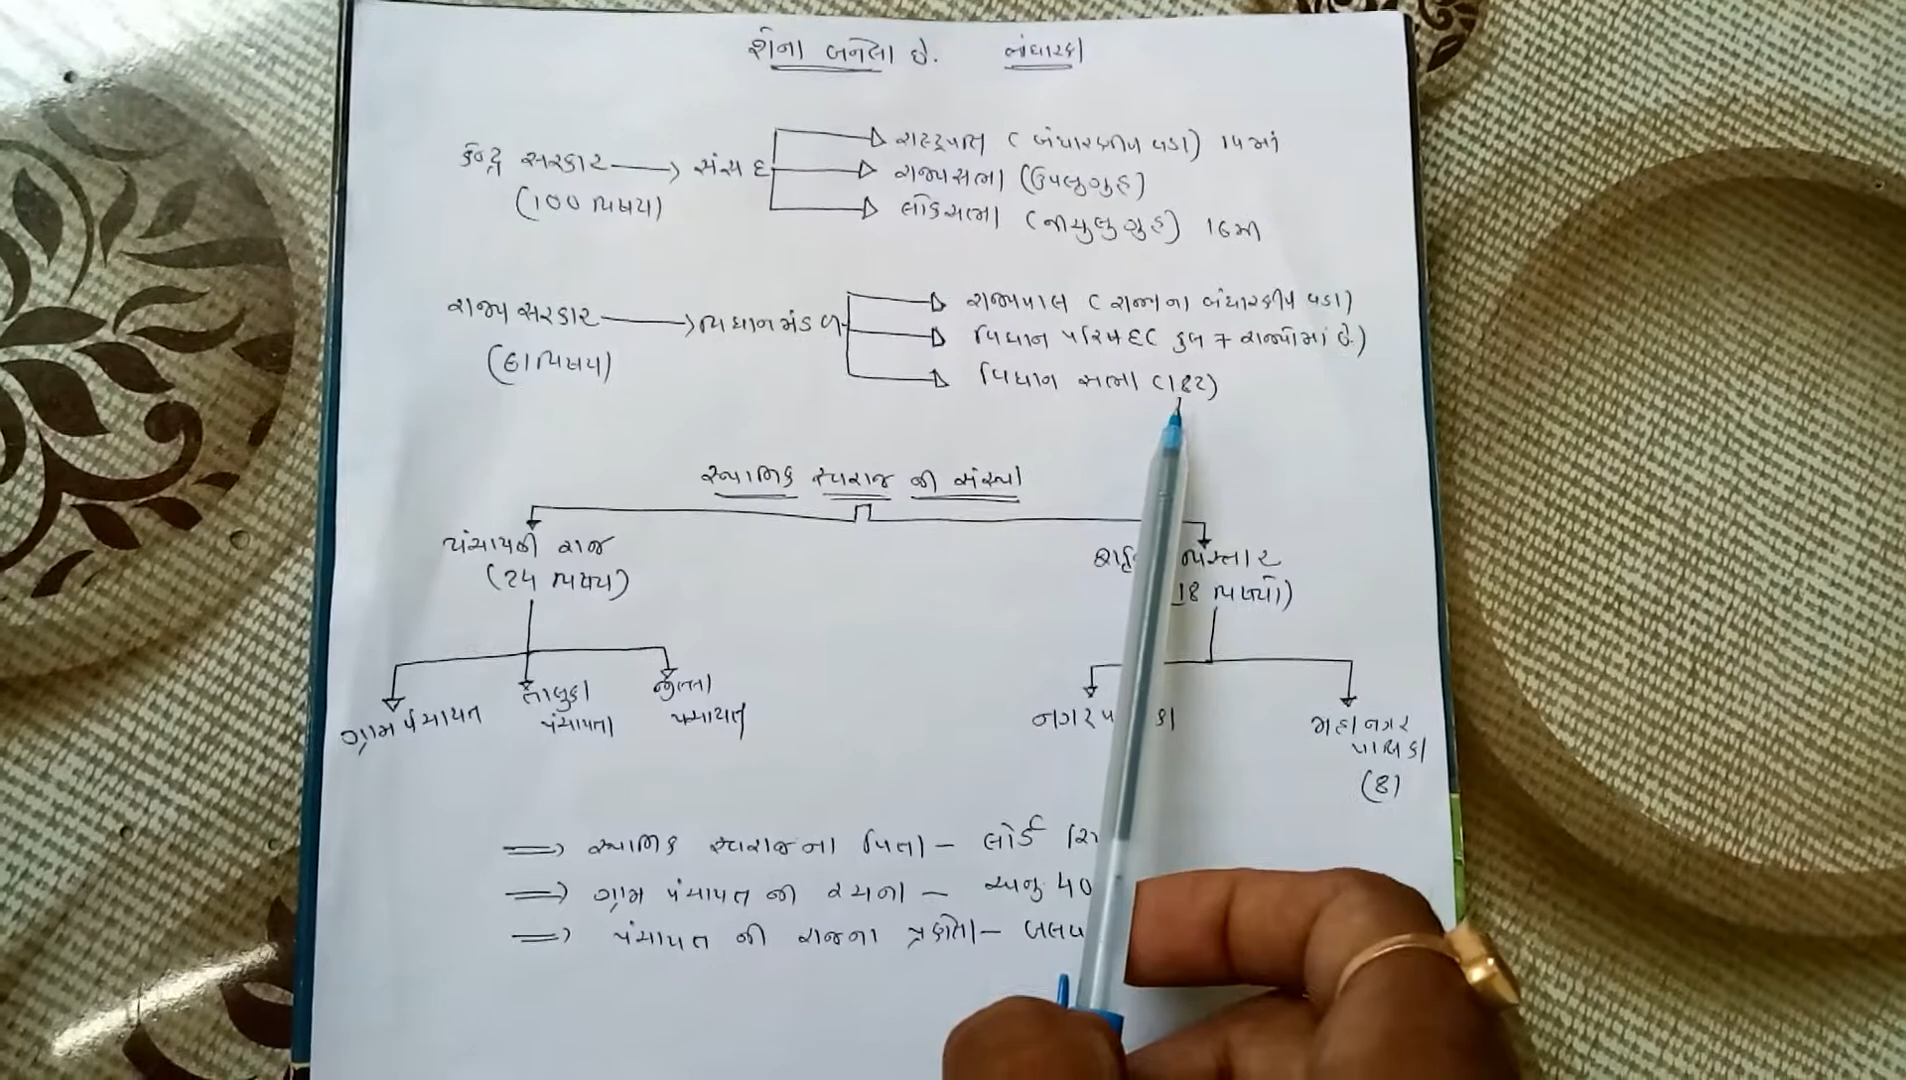 શેના બનેલો છે. બંધારણ
કેન્દ્ર સરકાર સંસદ
(100 વિષય)
રાષ્ટ્રપતિ (બંધારણીય વડા) 14માં
રાજ્યસભા (ઉપલુગૃહ)
લોકસભા (નીચલુગૃહ) 16મી
રાજ્ય સરકાર વિધાનમંડળ
(61 વિષય)
રાજ્યપાલ (રાજ્યના બંધારણીય વડા)
વિધાન પરિષદ (કુલ 7 રાજ્યોમાં છે.)
વિધાન સભા (182)
સ્થાનિક સ્વરાજની સંસ્થા
પંચાયતી રાજ
(29 વિષય)
વિસ્તાર
18 વિષયો)
ગ્રામ પંચાયત
તાલુકા
પંચાયત
જીલ્લા
પંચાયત
મહાનગર
પાલિકા
(8)
સ્થાનિક સ્વરાજના પિતા - લોર્ડ
ગ્રામ પંચાયત ની રચના - અનુ. 40
પંચાયત ની રાજના પ્રણેતા -